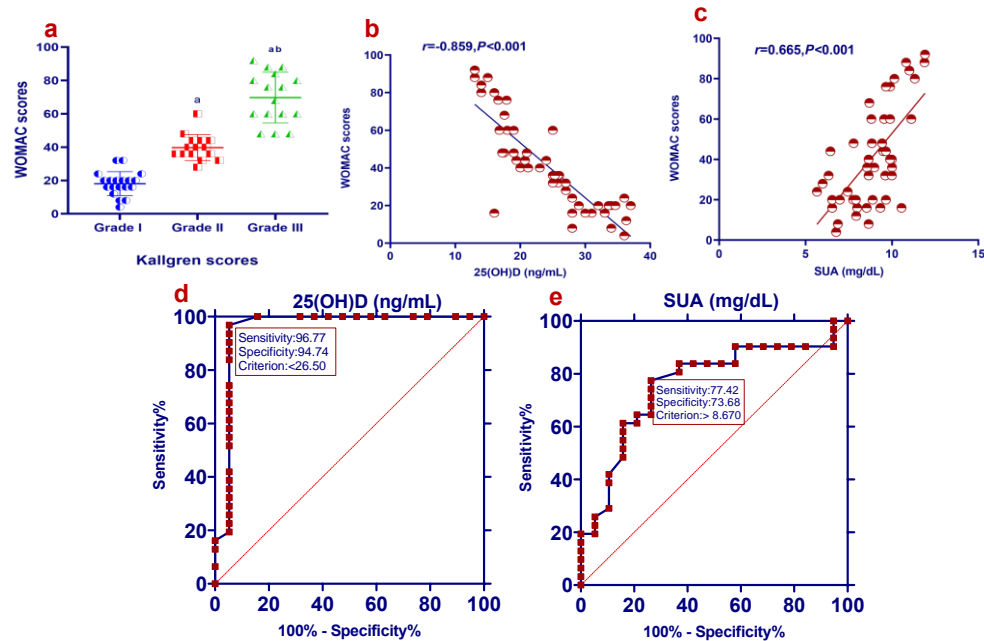 a
WOMAC scores
100
80
60
40
20
0
a
ab
Grade I
Grade II
Grade III
Kallgren scores
b
r=-0.859,P<0.001
WOMAC scores
100
80
60
40
20
0
0
10
20
30
40
25(OH)D (ng/mL)
c
r=0.665,P<0.001
WOMAC scores
100
80
60
40
20
0
0
5
10
15
SUA (mg/dL)
d
25(OH)D (ng/mL)
Sensitivity%
100
80
60
40
20
0
Sensitivity:96.77
Specificity:94.74
Criterion:<26.50
0
20
40
60
80
100
100% - Specificity%
e
SUA (mg/dL)
Sensitivity%
100
80
60
40
20
0
Sensitivity:77.42
Specificity:73.68
Criterion:> 8.670
0
20
40
60
80
100
100% - Specificity%